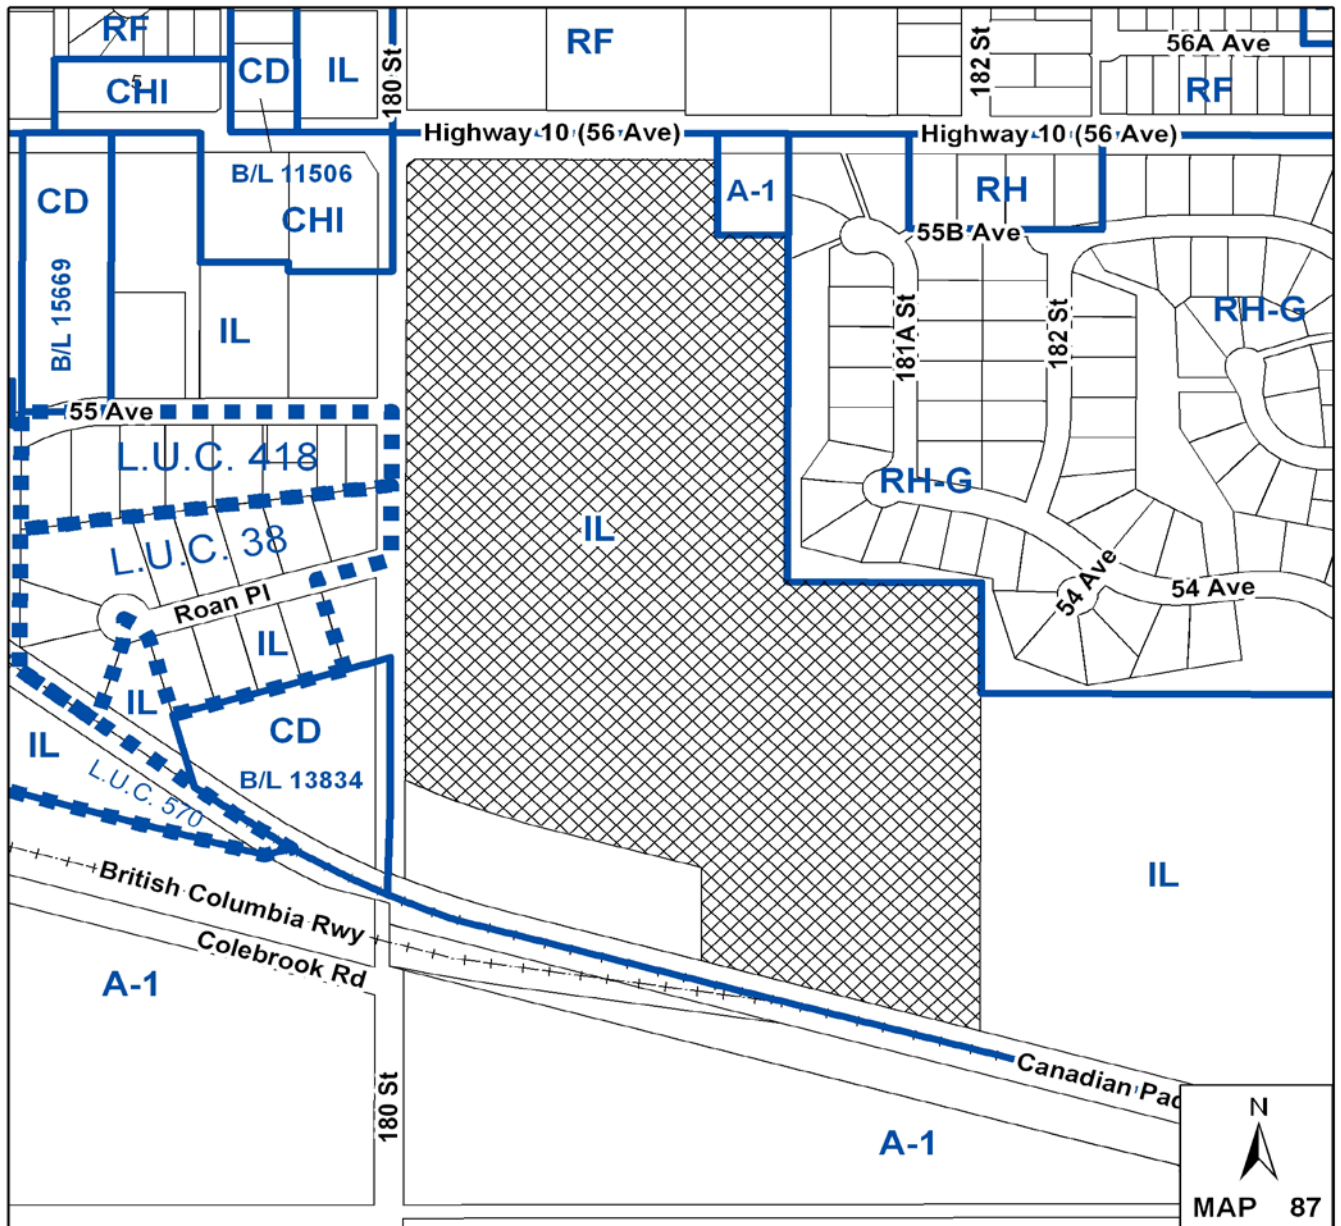 RF
RF
CD
IL
180 St
182 St
56A Ave
5
CHI
RF
Highway 10 (56 Ave)
Highway 10 (56 Ave)
B/L 11506
CD
CHI
A-1
RH
55B Ave
B/L 15669
IL
181A St
182 St
RH-G
55 Ave
L.U.C. 418
RH-G
L.U.C. 38
IL
Roan Pl
54 Ave
54 Ave
IL
IL
IL
CD
L.U.C. 570
B/L 13834
IL
British Columbia Rwy
Colebrook Rd
A-1
Canadian Pac
180 St
A-1
N
MAP 87